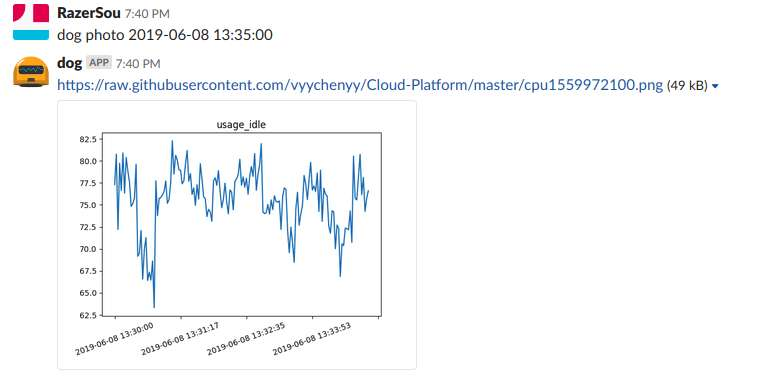 RazerSou 7:40 PM
dog photo 2019-06-08 13:35:00
dog APP 7:40 PM
https://raw.githubusercontent.com/vyychenyy/Cloud-Platform/master/cpu1559972100.png (49 kB)
usage_idle
82.5
80.0
77.5
75.0
72.5
70.0
67.5
65.0
62.5
2019-06-08 13:30:00
2019-06-08 13:31:17
2019-06-08 13:32:35
2019-06-08 13:33:53